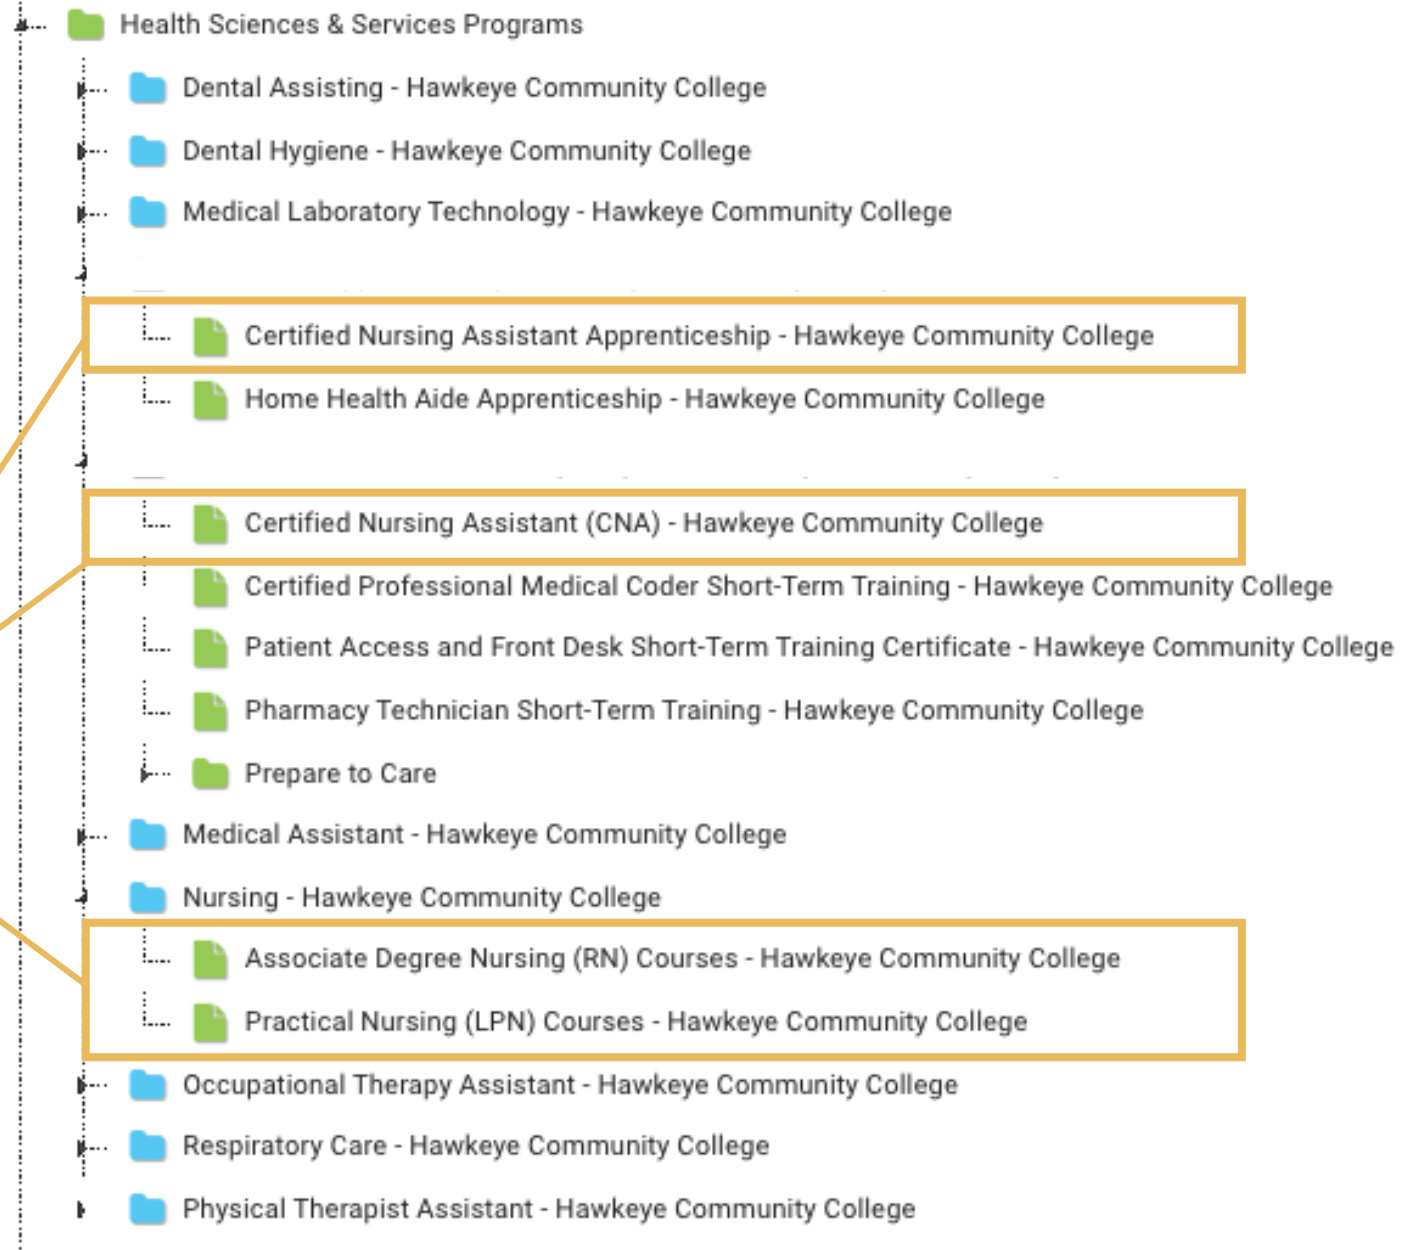 Health Sciences & Services Programs
Dental Assisting - Hawkeye Community College
Dental Hygiene - Hawkeye Community College
Medical Laboratory Technology - Hawkeye Community College
Certified Nursing Assistant Apprenticeship - Hawkeye Community College
Home Health Aide Apprenticeship - Hawkeye Community College
Certified Nursing Assistant (CNA) - Hawkeye Community College
Certified Professional Medical Coder Short-Term Training - Hawkeye Community College
Patient Access and Front Desk Short-Term Training Certificate - Hawkeye Community College
Pharmacy Technician Short-Term Training - Hawkeye Community College
Prepare to Care
Medical Assistant - Hawkeye Community College
Nursing - Hawkeye Community College
Associate Degree Nursing (RN) Courses - Hawkeye Community College
Practical Nursing (LPN) Courses - Hawkeye Community College
Occupational Therapy Assistant - Hawkeye Community College
Respiratory Care - Hawkeye Community College
Physical Therapist Assistant - Hawkeye Community College